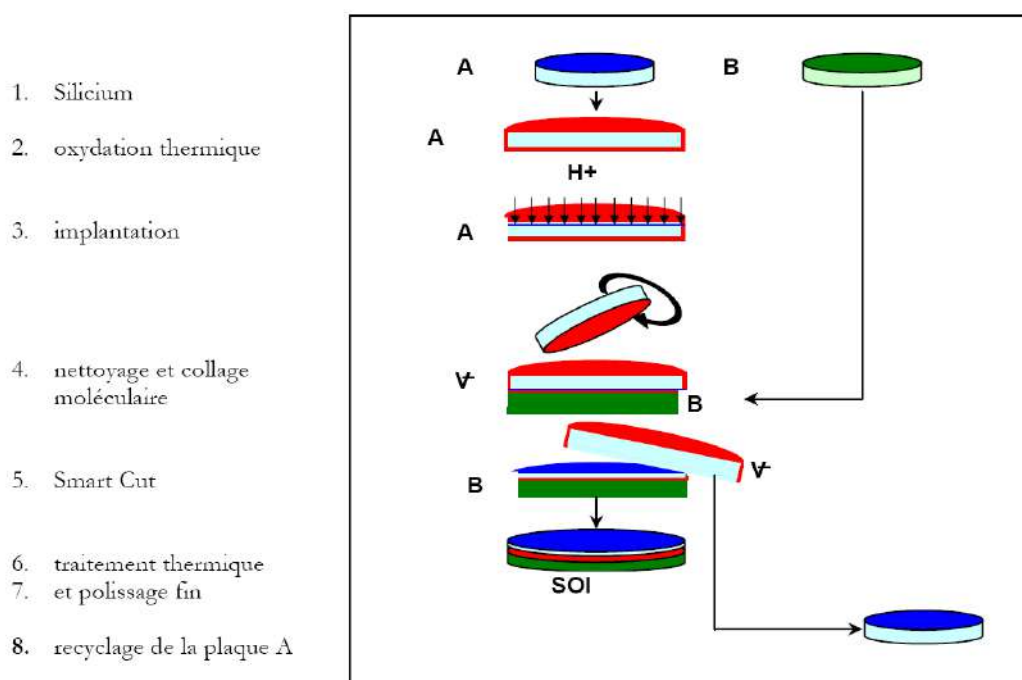 1. Silicium
2. oxydation thermique
3. implantation
4. nettoyage et collage
moléculaire
5. Smart Cut
6. traitement thermique
7. et polissage fin
8. recyclage de la plaque A
A
B
A
H+
A
B
B
SOI